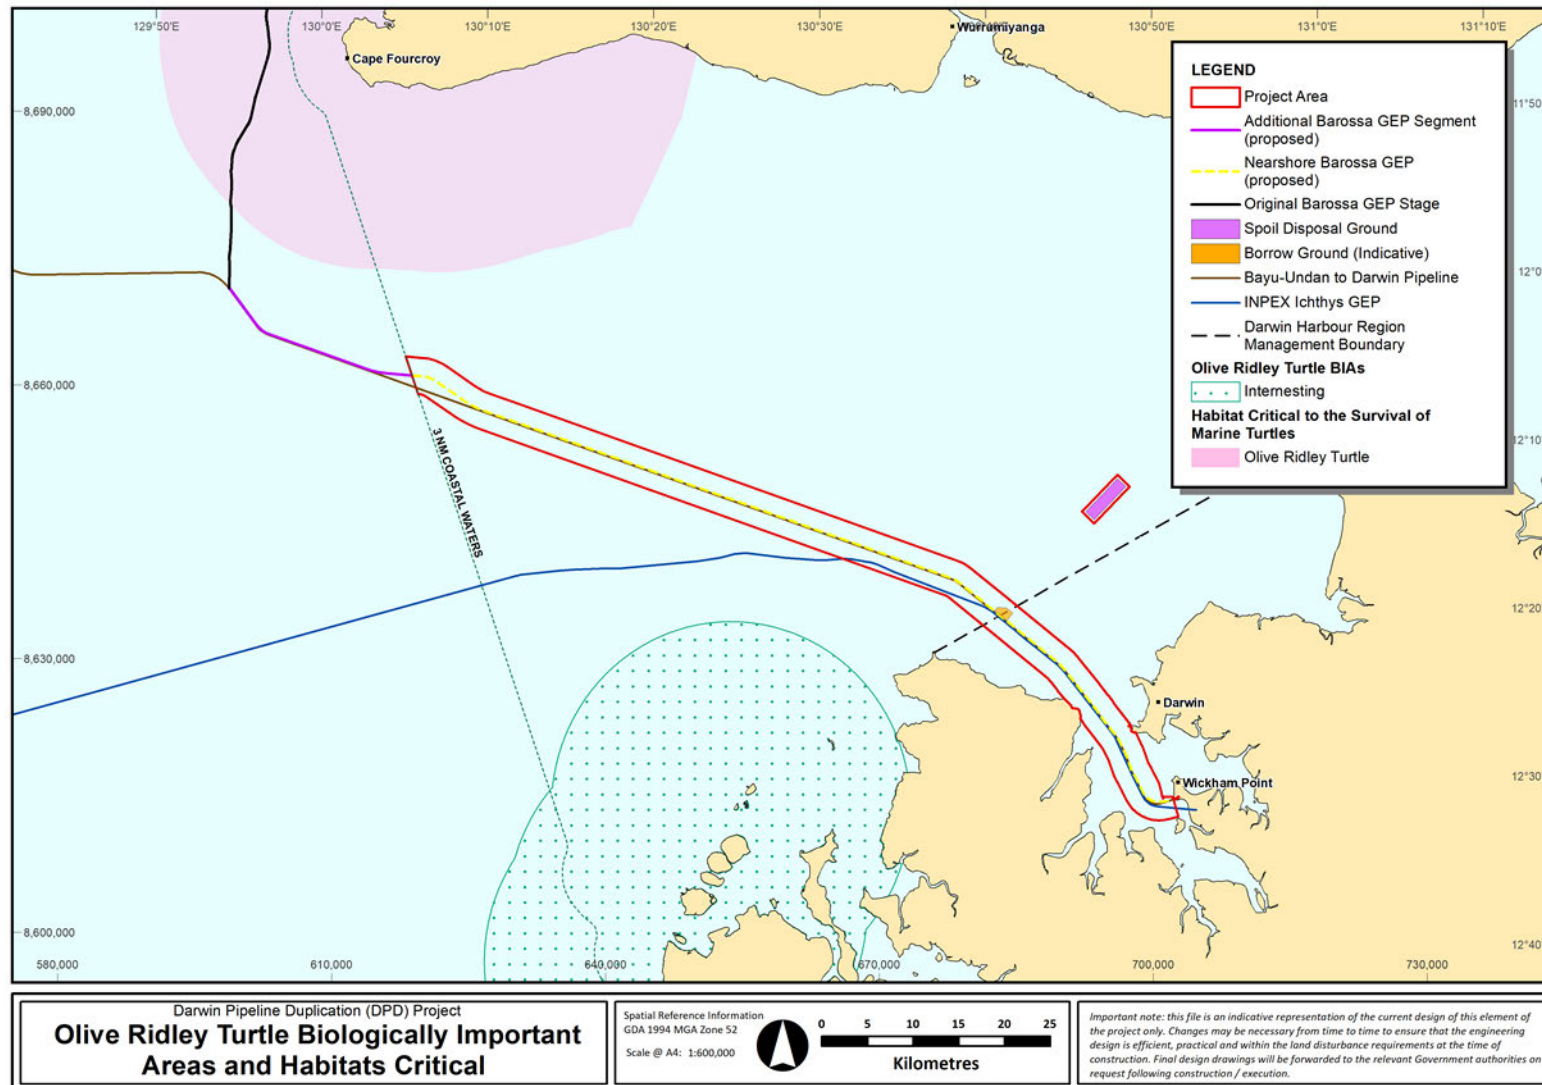 129°50'E
130°0'E
130°10'E
130°20'E
130°30'E
130°50'E
131°0'E
131°10'E
Wurrumiyanga
Cape Fourcroy
8,690,000
8,660,000
8,630,000
8,600,000
LEGEND
Project Area
Additional Barossa GEP Segment
(proposed)
Nearshore Barossa GEP
(proposed)
Original Barossa GEP Stage
Spoil Disposal Ground
Borrow Ground (Indicative)
Bayu-Undan to Darwin Pipeline
INPEX Ichthys GEP
Darwin Harbour Region
Management Boundary
Olive Ridley Turtle BIAs
Internesting
Habitat Critical to the Survival of
Marine Turtles
Olive Ridley Turtle
11°50
12°0
12°10
12°20
12°30
12°40
3 NM COASTAL WATERS
Darwin
Wickham Point
580,000
610,000
640,000
670,000
700,000
730,000
Darwin Pipeline Duplication (DPD) Project
Olive Ridley Turtle Biologically Important
Areas and Habitats Critical
Spatial Reference Information
GDA 1994 MGA Zone 52
Scale @ A4: 1:600,000
0 5 10 15 20 25
Kilometres
Important note: this file is an indicative representation of the current design of this element of
the project only. Changes may be necessary from time to time to ensure that the engineering
design is efficient, practical and within the land disturbance requirements at the time of
construction. Final design drawings will be forwarded to the relevant Government authorities on
request following construction / execution.